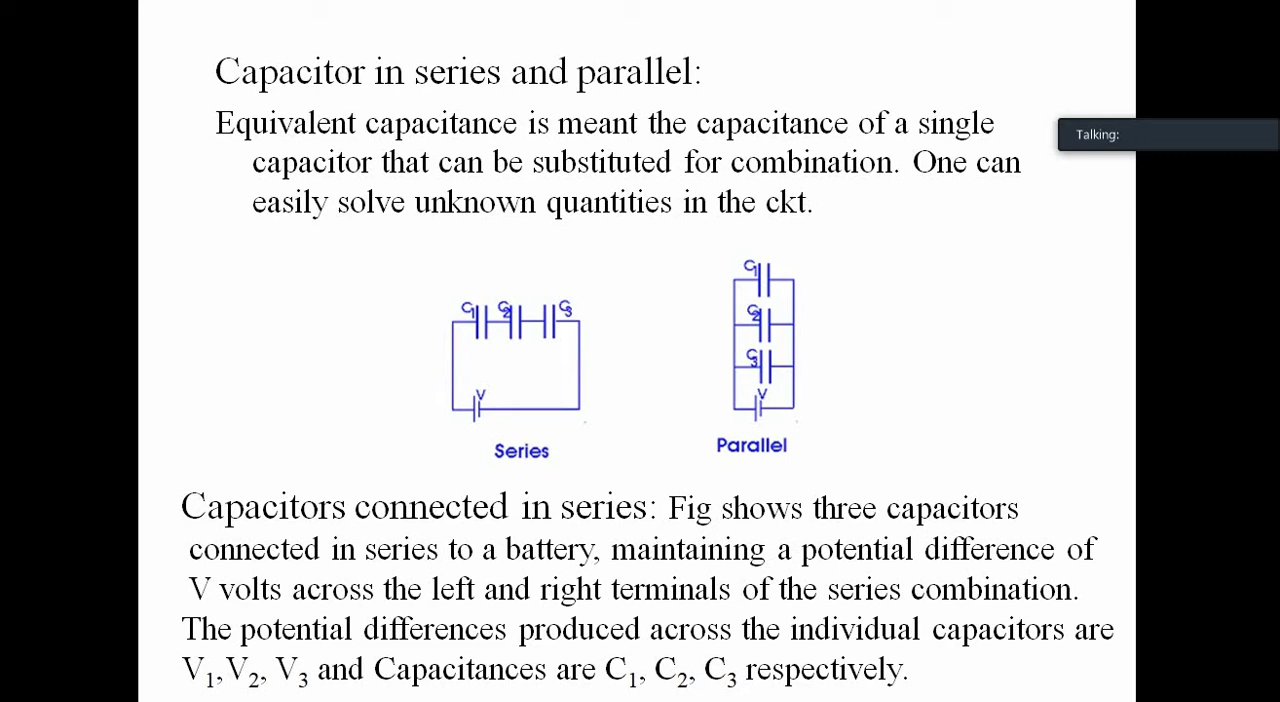 Capacitor in series and parallel:
Equivalent capacitance is meant the capacitance of a single
capacitor that can be substituted for combination. One can
easily solve unknown quantities in the ckt.
Talking:
C1 C2 C3
V
Series
C1
C2
C3
V
Parallel
Capacitors connected in series: Fig shows three capacitors
connected in series to a battery, maintaining a potential difference of
V volts across the left and right terminals of the series combination.
The potential differences produced across the individual capacitors are
V₁,V₂, V₃ and Capacitances are C₁, C₂, C₃ respectively.